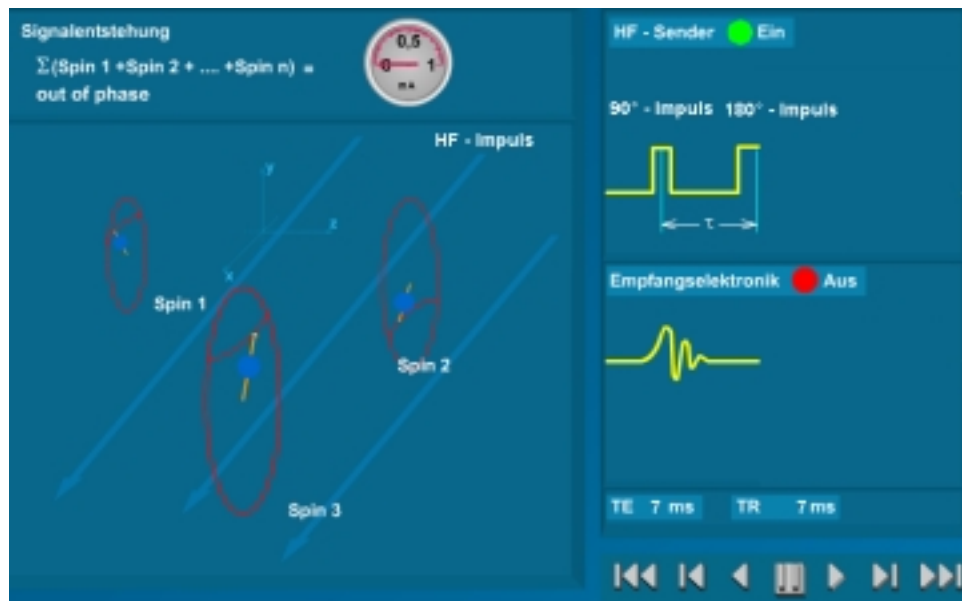 Signalentstehung
Σ(Spin 1 +Spin 2 + .... +Spin n) =
out of phase
0,5
0 1
mA
HF - Impuls
y
z
x
Spin 1
Spin 2
Spin 3
HF - Sender Ein
90° - Impuls 180° - Impuls
τ
Empfangselektronik Aus
TE 7 ms TR 7 ms